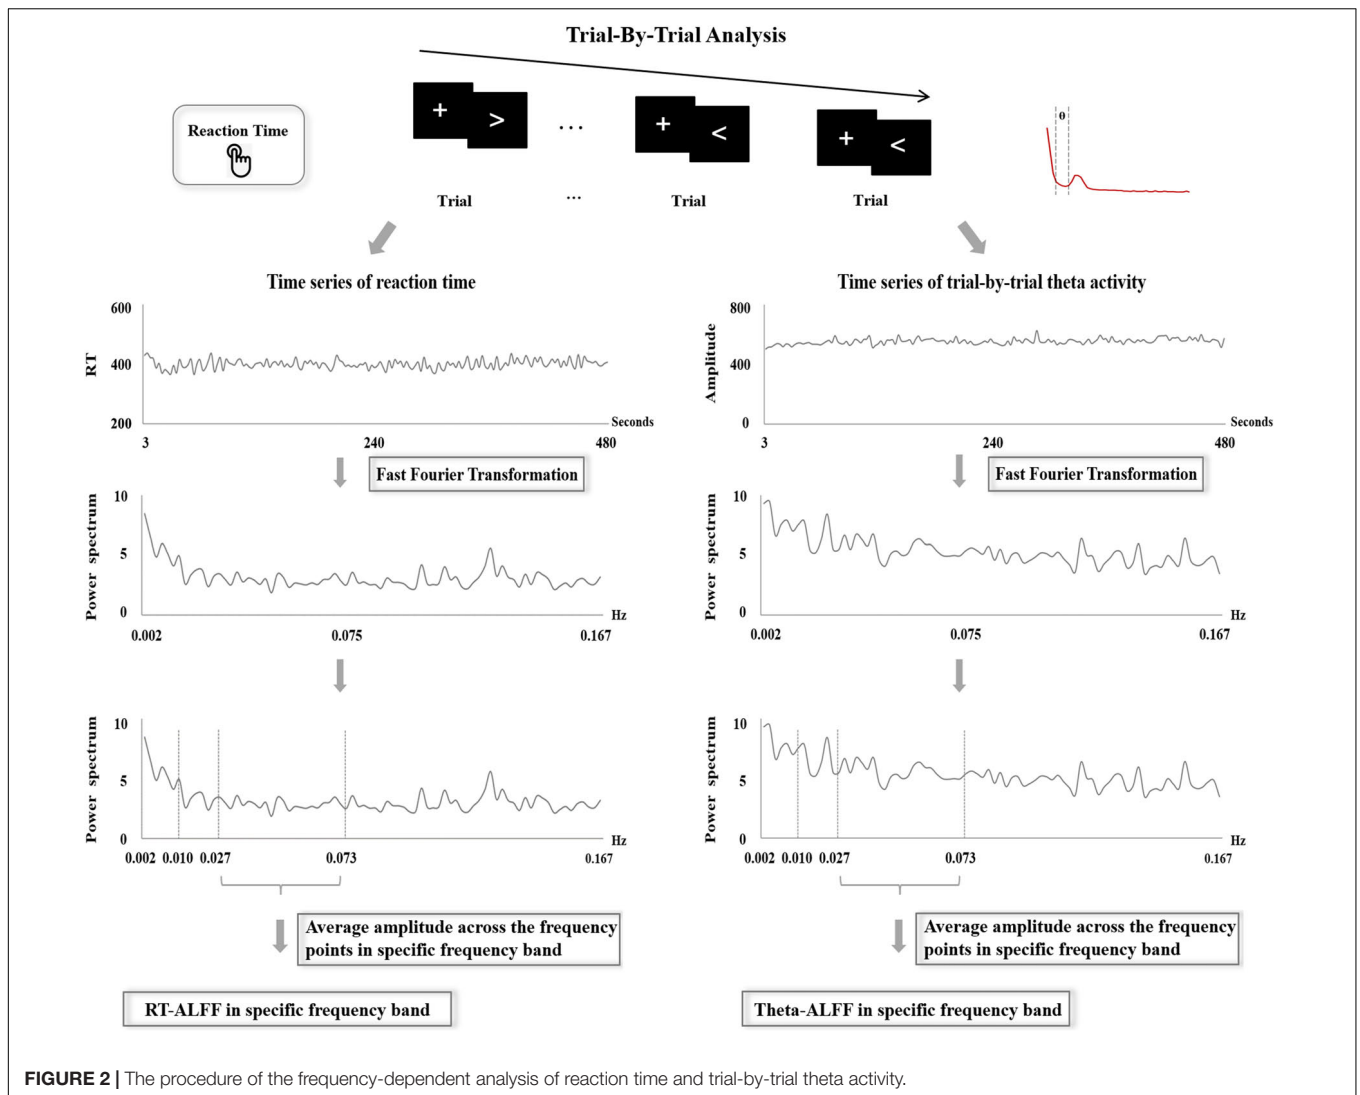 Trial-By-Trial Analysis
Reaction Time
+ > ... + < + <
θ
Trial ... Trial Trial
Time series of reaction time
600
400
200
RT
Seconds
3 240 480
Fast Fourier Transformation
10
5
0
Power spectrum
Hz
0.002 0.075 0.167
10
5
0
Power spectrum
Hz
0.002 0.010 0.027 0.073 0.167
Average amplitude across the frequency
points in specific frequency band
RT-ALFF in specific frequency band
Time series of trial-by-trial theta activity
800
400
0
Amplitude
Seconds
3 240 480
Fast Fourier Transformation
10
5
0
Power spectrum
Hz
0.002 0.075 0.167
10
5
0
Power spectrum
Hz
0.002 0.010 0.027 0.073 0.167
Average amplitude across the frequency
points in specific frequency band
Theta-ALFF in specific frequency band
FIGURE 2 | The procedure of the frequency-dependent analysis of reaction time and trial-by-trial theta activity.